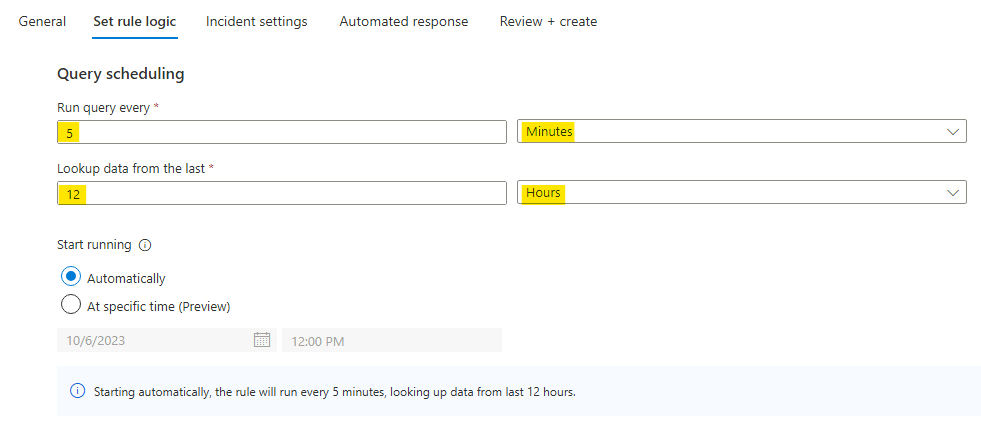 General Set rule logic Incident settings Automated response Review + create
Query scheduling
Run query every *
5 Minutes
Lookup data from the last *
12 Hours
Start running
Automatically
At specific time (Preview)
10/6/2023 12:00 PM
Starting automatically, the rule will run every 5 minutes, looking up data from last 12 hours.